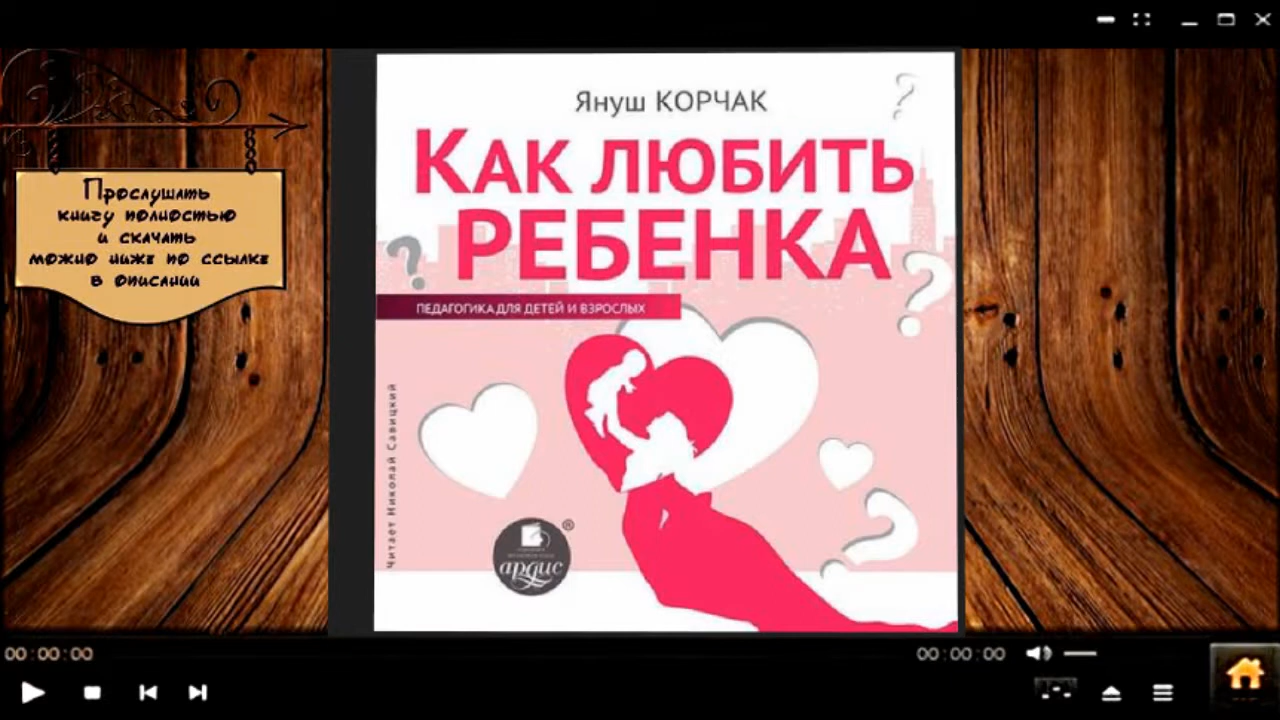 Прослушать
книгу полностью
и скачать
можно ниже по ссылке
в описании
Януш КОРЧАК
КАК ЛЮБИТЬ
РЕБЕНКА
ПЕДАГОГИКА ДЛЯ ДЕТЕЙ И ВЗРОСЛЫХ
Читает Николай Савицкий
ардис
®
00:00:00
00:00:00